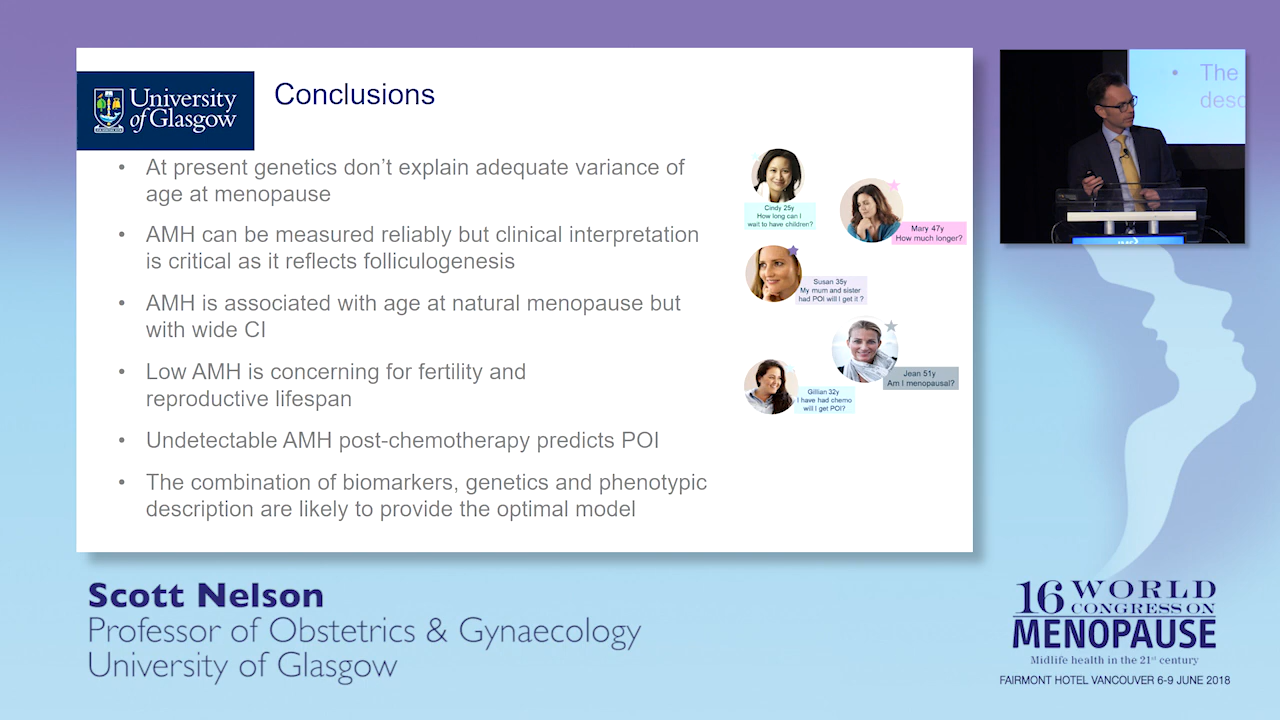 University
of Glasgow
Conclusions
• At present genetics don’t explain adequate variance of
age at menopause
• AMH can be measured reliably but clinical interpretation
is critical as it reflects folliculogenesis
• AMH is associated with age at natural menopause but
with wide CI
• Low AMH is concerning for fertility and
reproductive lifespan
• Undetectable AMH post-chemotherapy predicts POI
• The combination of biomarkers, genetics and phenotypic
description are likely to provide the optimal model
Cindy 25y
How long can I
wait to have children?
Mary 47y
How much longer?
Susan 35y
My mum and sister
had POI will I get it ?
Jean 51y
Am I menopausal?
Gillian 32y
I have had chemo
will I get POI?
• The
desc
IMS
Scott Nelson
Professor of Obstetrics & Gynaecology
University of Glasgow
16 WORLD
CONGRESS ON
MENOPAUSE
Midlife health in the 21st century
FAIRMONT HOTEL VANCOUVER 6-9 JUNE 2018